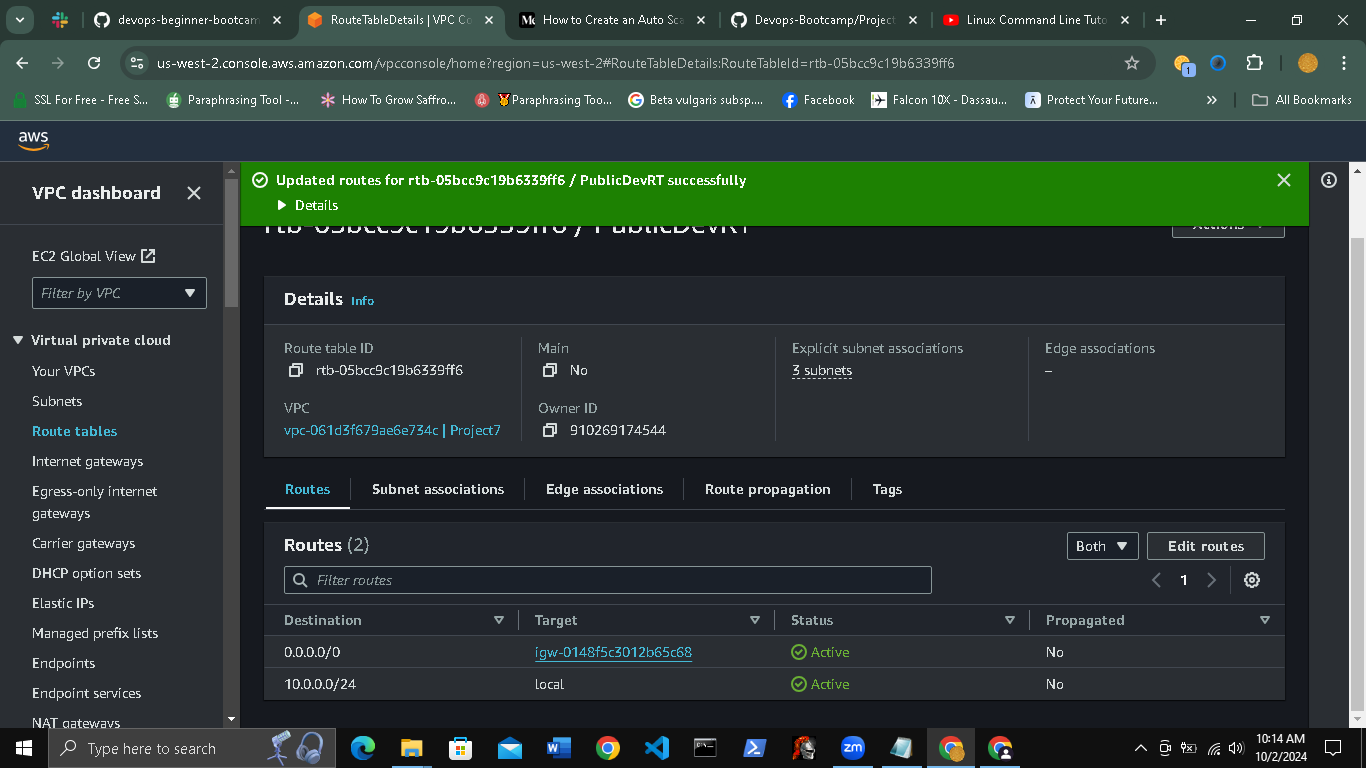 devops-beginner-bootcam
RouteTableDetails | VPC Co
How to Create an Auto Sca
Devops-Bootcamp/Project
Linux Command Line Tuto
us-west-2.console.aws.amazon.com/vpcconsole/home?region=us-west-2#RouteTableDetails:RouteTableId=rtb-05bcc9c19b6339ff6
1
SSL For Free - Free S...
Paraphrasing Tool -...
How To Grow Saffro...
Paraphrasing Too...
Beta vulgaris subsp....
Facebook
Falcon 10X - Dassau...
Protect Your Future...
All Bookmarks
aws
VPC dashboard
EC2 Global View
Filter by VPC
Virtual private cloud
Your VPCs
Subnets
Route tables
Internet gateways
Egress-only internet
gateways
Carrier gateways
DHCP option sets
Elastic IPs
Managed prefix lists
Endpoints
Endpoint services
NAT gateways
Updated routes for rtb-05bcc9c19b6339ff6 / PublicDevRT successfully
Details
rtb-05bcc9c19b6339ff6 / PublicDevRT
Actions
Details Info
Route table ID
rtb-05bcc9c19b6339ff6
Main
No
Explicit subnet associations
3 subnets
Edge associations
–
VPC
vpc-061d3f679ae6e734c | Project7
Owner ID
910269174544
Routes
Subnet associations
Edge associations
Route propagation
Tags
Routes (2)
Both
Edit routes
Filter routes
1
Destination Target Status Propagated
0.0.0.0/0 igw-0148f5c3012b65c68 Active No
10.0.0.0/24 local Active No
Type here to search
zm
10:14 AM
10/2/2024